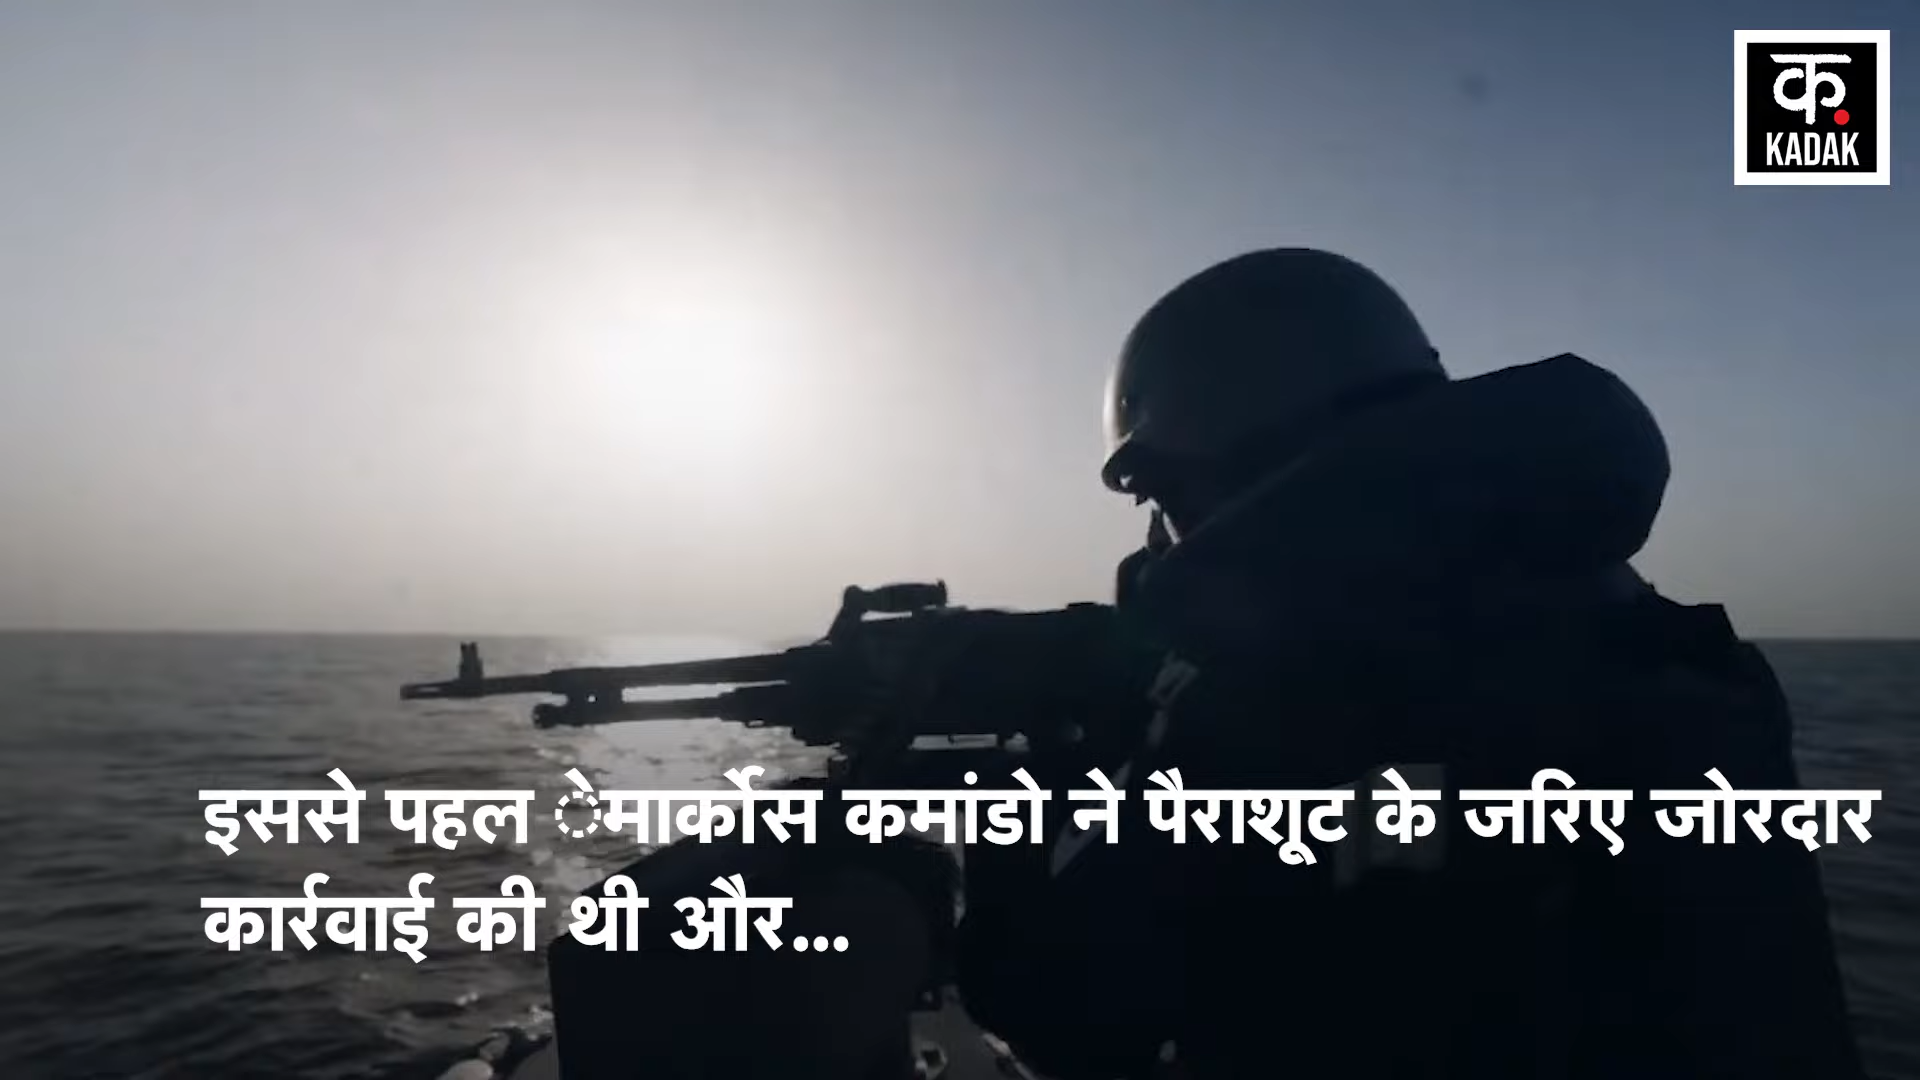 क.
KADAK
इससे पहल ेमार्कोस कमांडो ने पैराशूट के जरिए जोरदार
कार्रवाई की थी और...